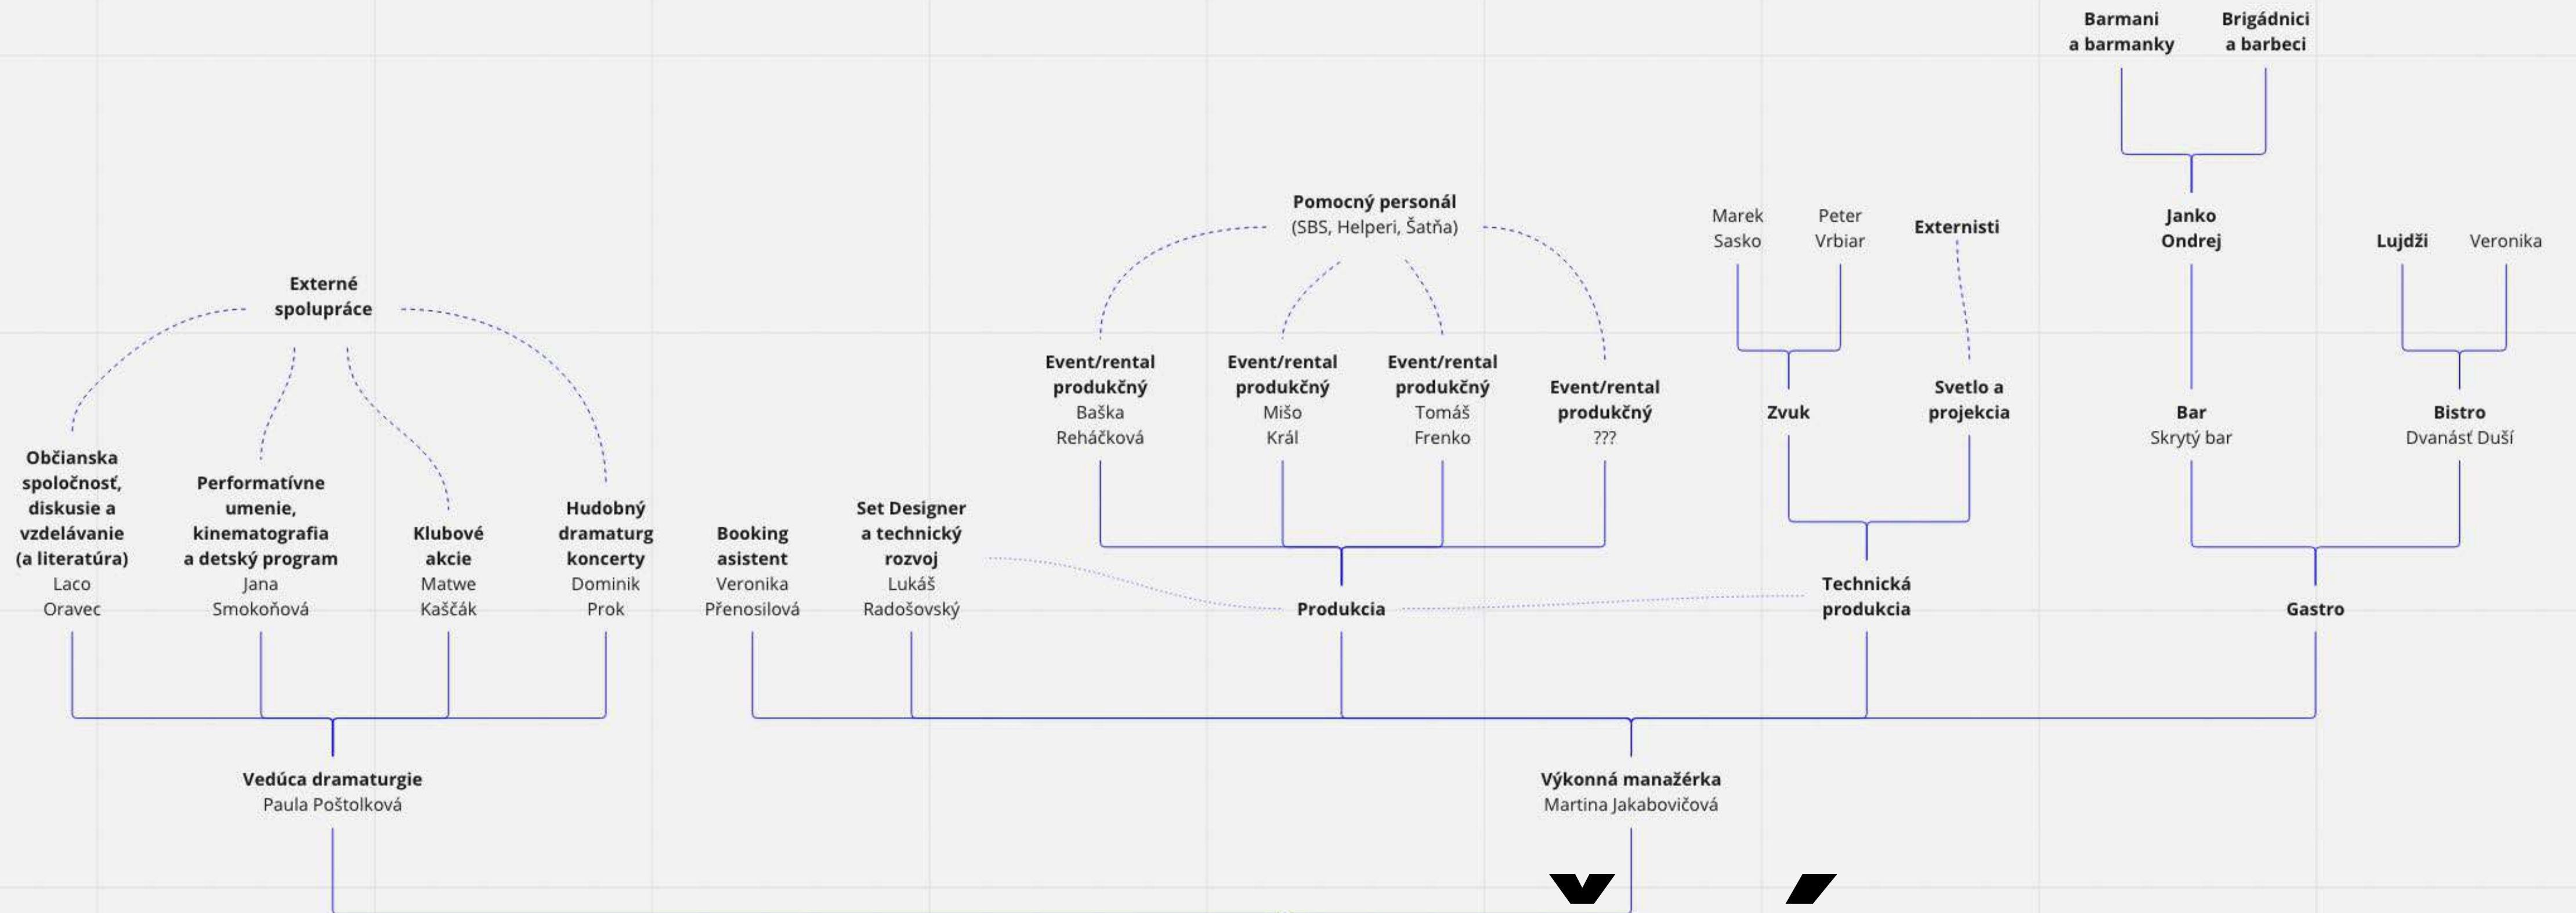 Barmani
a barmanky
Brigádnici
a barbeci
Pomocný personál
(SBS, Helperi, Šatňa)
Marek
Sasko
Peter
Vrbiar
Externisti
Janko
Ondrej
Lujdži
Veronika
Externé
spolupráce
Event/rental
produkčný
Baška
Reháčková
Event/rental
produkčný
Mišo
Král
Event/rental
produkčný
Tomáš
Frenko
Event/rental
produkčný
???
Zvuk
Svetlo a
projekcia
Bar
Skrytý bar
Bistro
Dvanásť Duší
Občianska
spoločnosť,
diskusie a
vzdelávanie
(a literatúra)
Laco
Oravec
Performatívne
umenie,
kinematografia
a detský program
Jana
Smokoňová
Klubové
akcie
Matwe
Kaščák
Hudobný
dramaturg
koncerty
Dominik
Prok
Booking
asistent
Veronika
Přenosilová
Set Designer
a technický
rozvoj
Lukáš
Radošovský
Produkcia
Technická
produkcia
Gastro
Vedúca dramaturgie
Paula Poštolková
Výkonná manažérka
Martina Jakabovičová